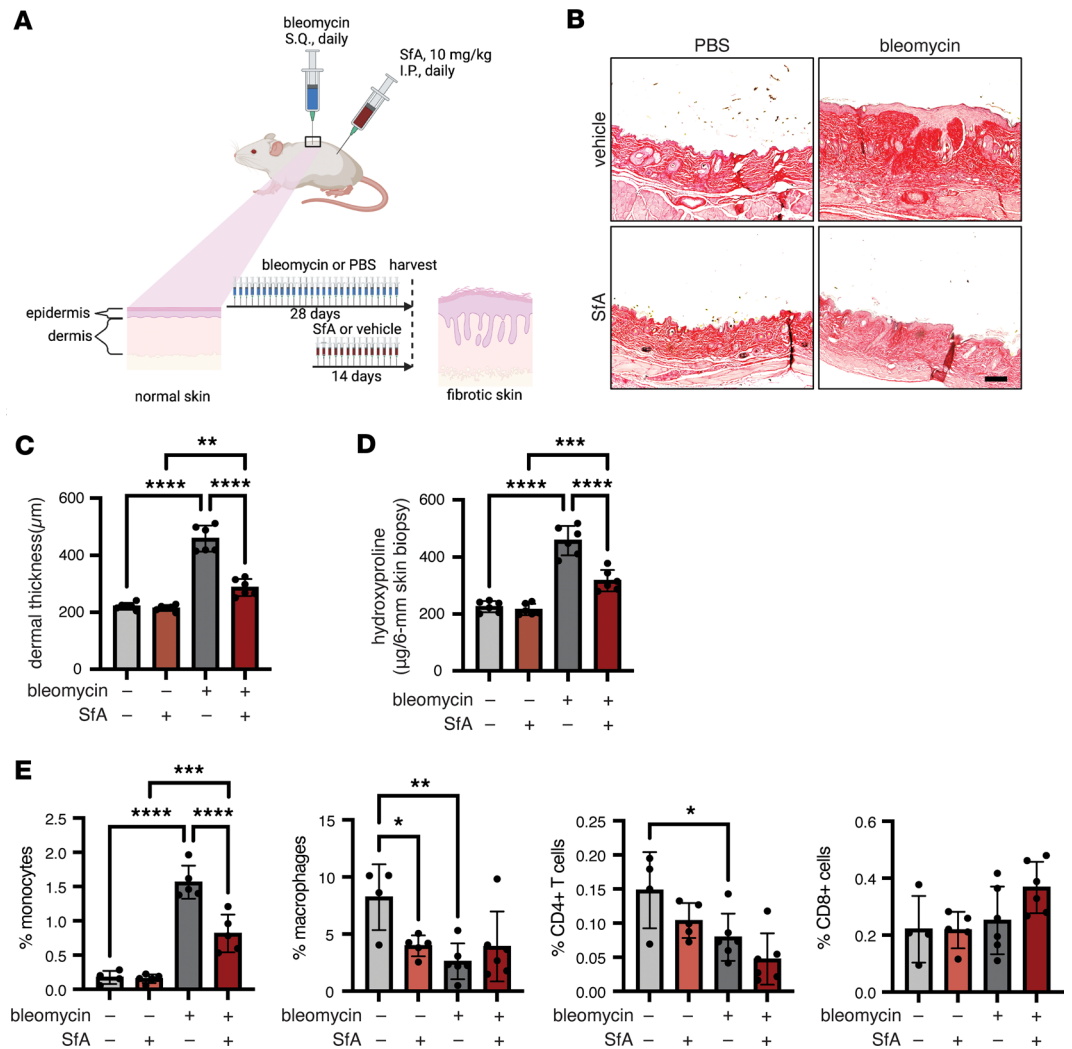 A
bleomycin
S.Q., daily
SfA, 10 mg/kg
I.P., daily
bleomycin or PBS
harvest
28 days
SfA or vehicle
14 days
epidermis
dermis
normal skin
fibrotic skin
B
PBS
bleomycin
vehicle
SfA
C
**
****
****
dermal thickness(µm)
600
400
200
0
bleomycin − − + +
SfA − + − +
D
***
****
****
hydroxyproline
(µg/6-mm skin biopsy)
600
400
200
0
bleomycin − − + +
SfA − + − +
E
***
****
****
% monocytes
2.5
2.0
1.5
1.0
0.5
0.0
bleomycin − − + +
SfA − + − +
**
*
% macrophages
15
10
5
0
bleomycin − − + +
SfA − + − +
*
% CD4+ T cells
0.25
0.20
0.15
0.10
0.05
0.00
bleomycin − − + +
SfA − + − +
% CD8+ cells
0.6
0.4
0.2
0.0
bleomycin − − + +
SfA − + − +